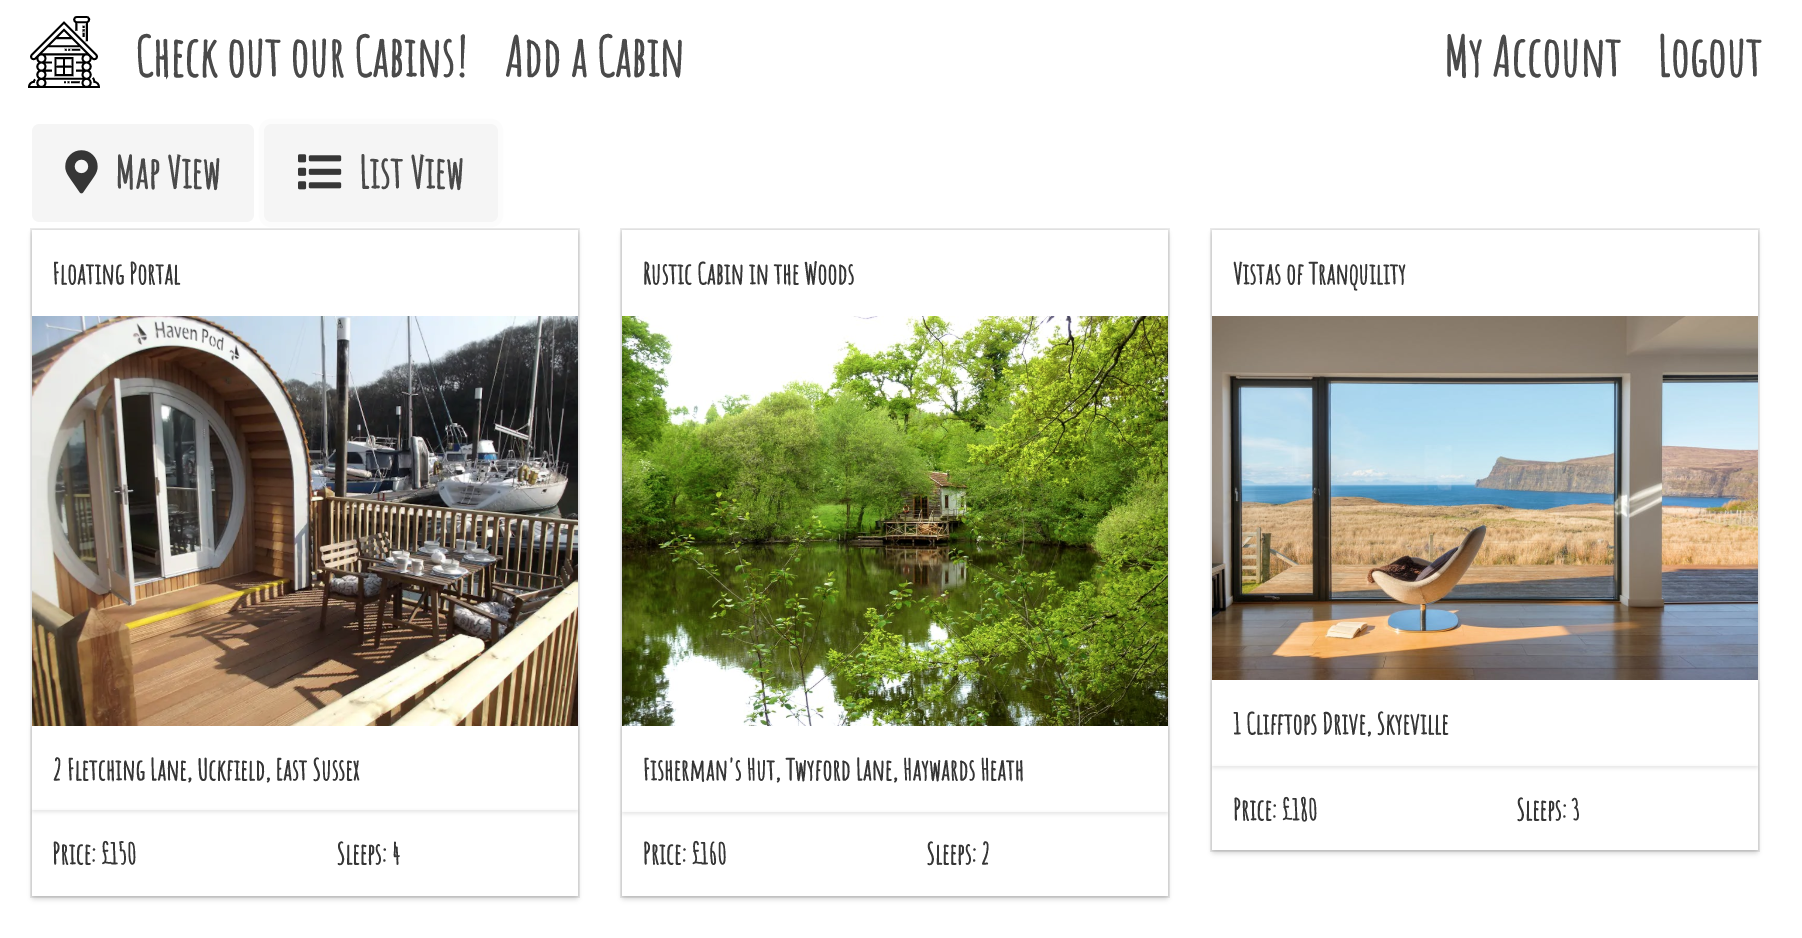 Check out our Cabins! Add a Cabin My Account Logout
Map View List View
Floating Portal
Haven Pod
2 Fletching Lane, Uckfield, East Sussex
Price: £150 Sleeps: 4
Rustic Cabin in the Woods
Fisherman's Hut, Twyford Lane, Haywards Heath
Price: £160 Sleeps: 2
Vistas of Tranquility
1 Clifftops Drive, Skyeville
Price: £180 Sleeps: 3